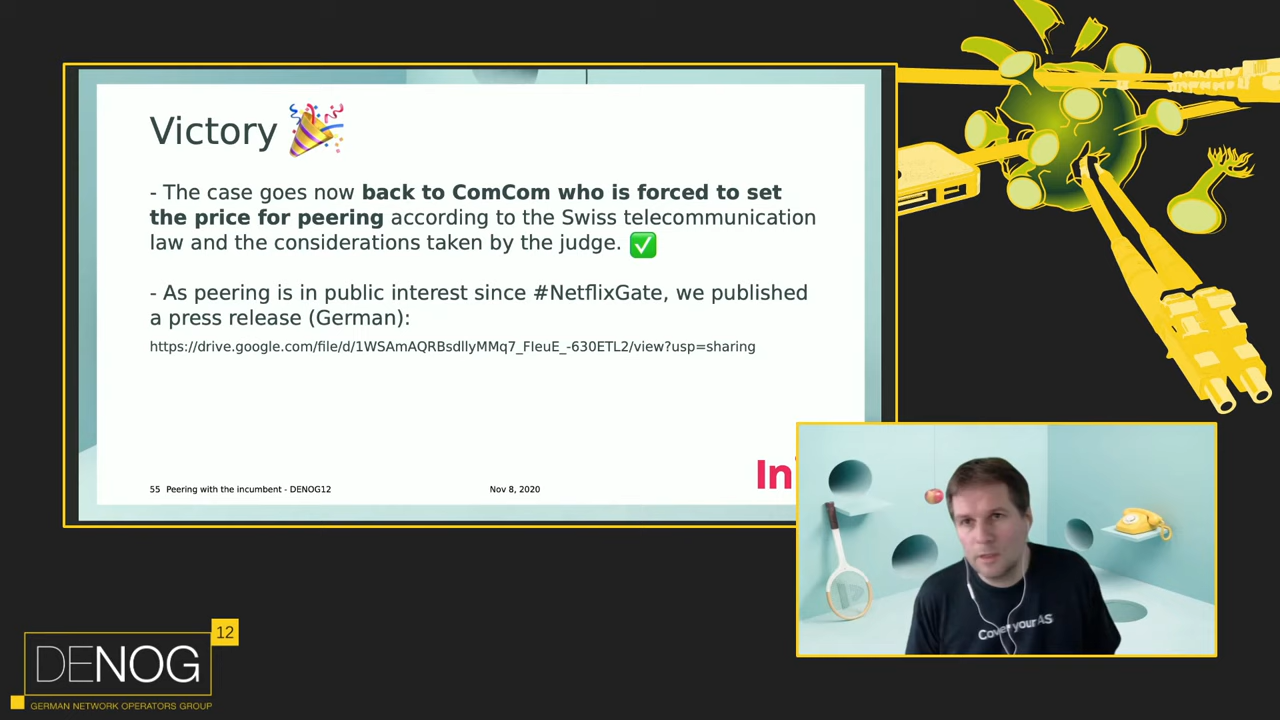 Victory
- The case goes now back to ComCom who is forced to set
the price for peering according to the Swiss telecommunication
law and the considerations taken by the judge.
- As peering is in public interest since #NetflixGate, we published
a press release (German):
https://drive.google.com/file/d/1WSAmAQRBsdllyMMq7_FIeuE_-630ETL2/view?usp=sharing
55 Peering with the incumbent - DENOG12
Nov 8, 2020
In
Cover your AS
12
DENOG
GERMAN NETWORK OPERATORS GROUP